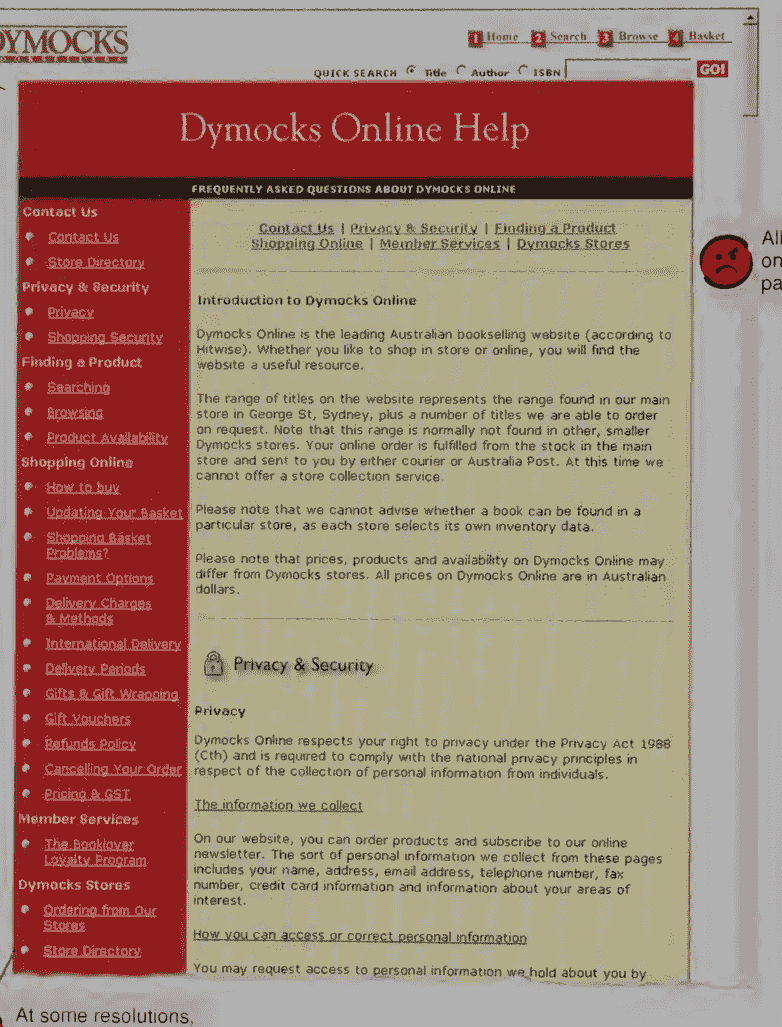 DYMOCKS
1 Home 2 Search 3 Browse 4 Basket
QUICK SEARCH Title Author ISBN GO!
Dymocks Online Help
FREQUENTLY ASKED QUESTIONS ABOUT DYMOCKS ONLINE
Contact Us
Contact Us
Store Directory
Privacy & Security
Privacy
Shopping Security
Finding a Product
Searching
Browsing
Product Availability
Shopping Online
How to buy
Updating Your Basket
Shopping Basket
Problems?
Payment Options
Delivery Charges
& Methods
International Delivery
Delivery Periods
Gifts & Gift Wrapping
Gift Vouchers
Refunds Policy
Cancelling Your Order
Pricing & GST
Member Services
The Booklover
Loyalty Program
Dymocks Stores
Ordering from Our
Stores
Store Directory
Contact Us | Privacy & Security | Finding a Product
Shopping Online | Member Services | Dymocks Stores
Introduction to Dymocks Online
Dymocks Online is the leading Australian bookselling website (according to
Hitwise). Whether you like to shop in store or online, you will find the
website a useful resource.
The range of titles on the website represents the range found in our main
store in George St, Sydney, plus a number of titles we are able to order
on request. Note that this range is normally not found in other, smaller
Dymocks stores. Your online order is fulfilled from the stock in the main
store and sent to you by either courier or Australia Post. At this time we
cannot offer a store collection service.
Please note that we cannot advise whether a book can be found in a
particular store, as each store selects its own inventory data.
Please note that prices, products and availability on Dymocks Online may
differ from Dymocks stores. All prices on Dymocks Online are in Australian
dollars.
Privacy & Security
Privacy
Dymocks Online respects your right to privacy under the Privacy Act 1988
(Cth) and is required to comply with the national privacy principles in
respect of the collection of personal information from individuals.
The information we collect
On our website, you can order products and subscribe to our online
newsletter. The sort of personal information we collect from these pages
includes your name, address, email address, telephone number, fax
number, credit card information and information about your areas of
interest.
How you can access or correct personal information
You may request access to personal information we hold about you by
All
on
pa
At some resolutions,